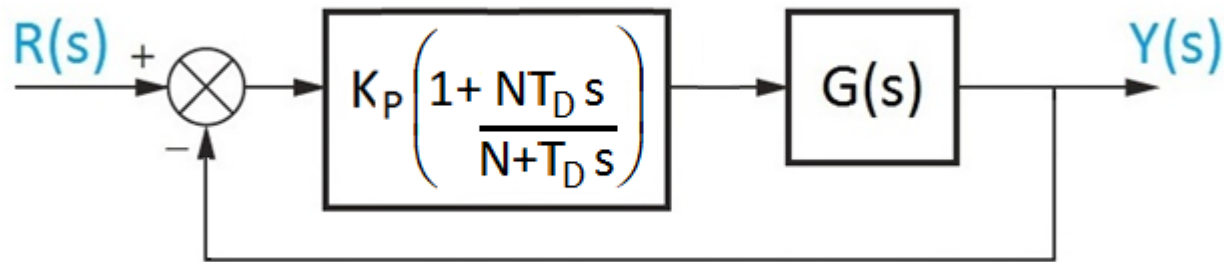 R(s)
+
−
K_P(1+ NT_D s
N+T_D s)
G(s)
Y(s)